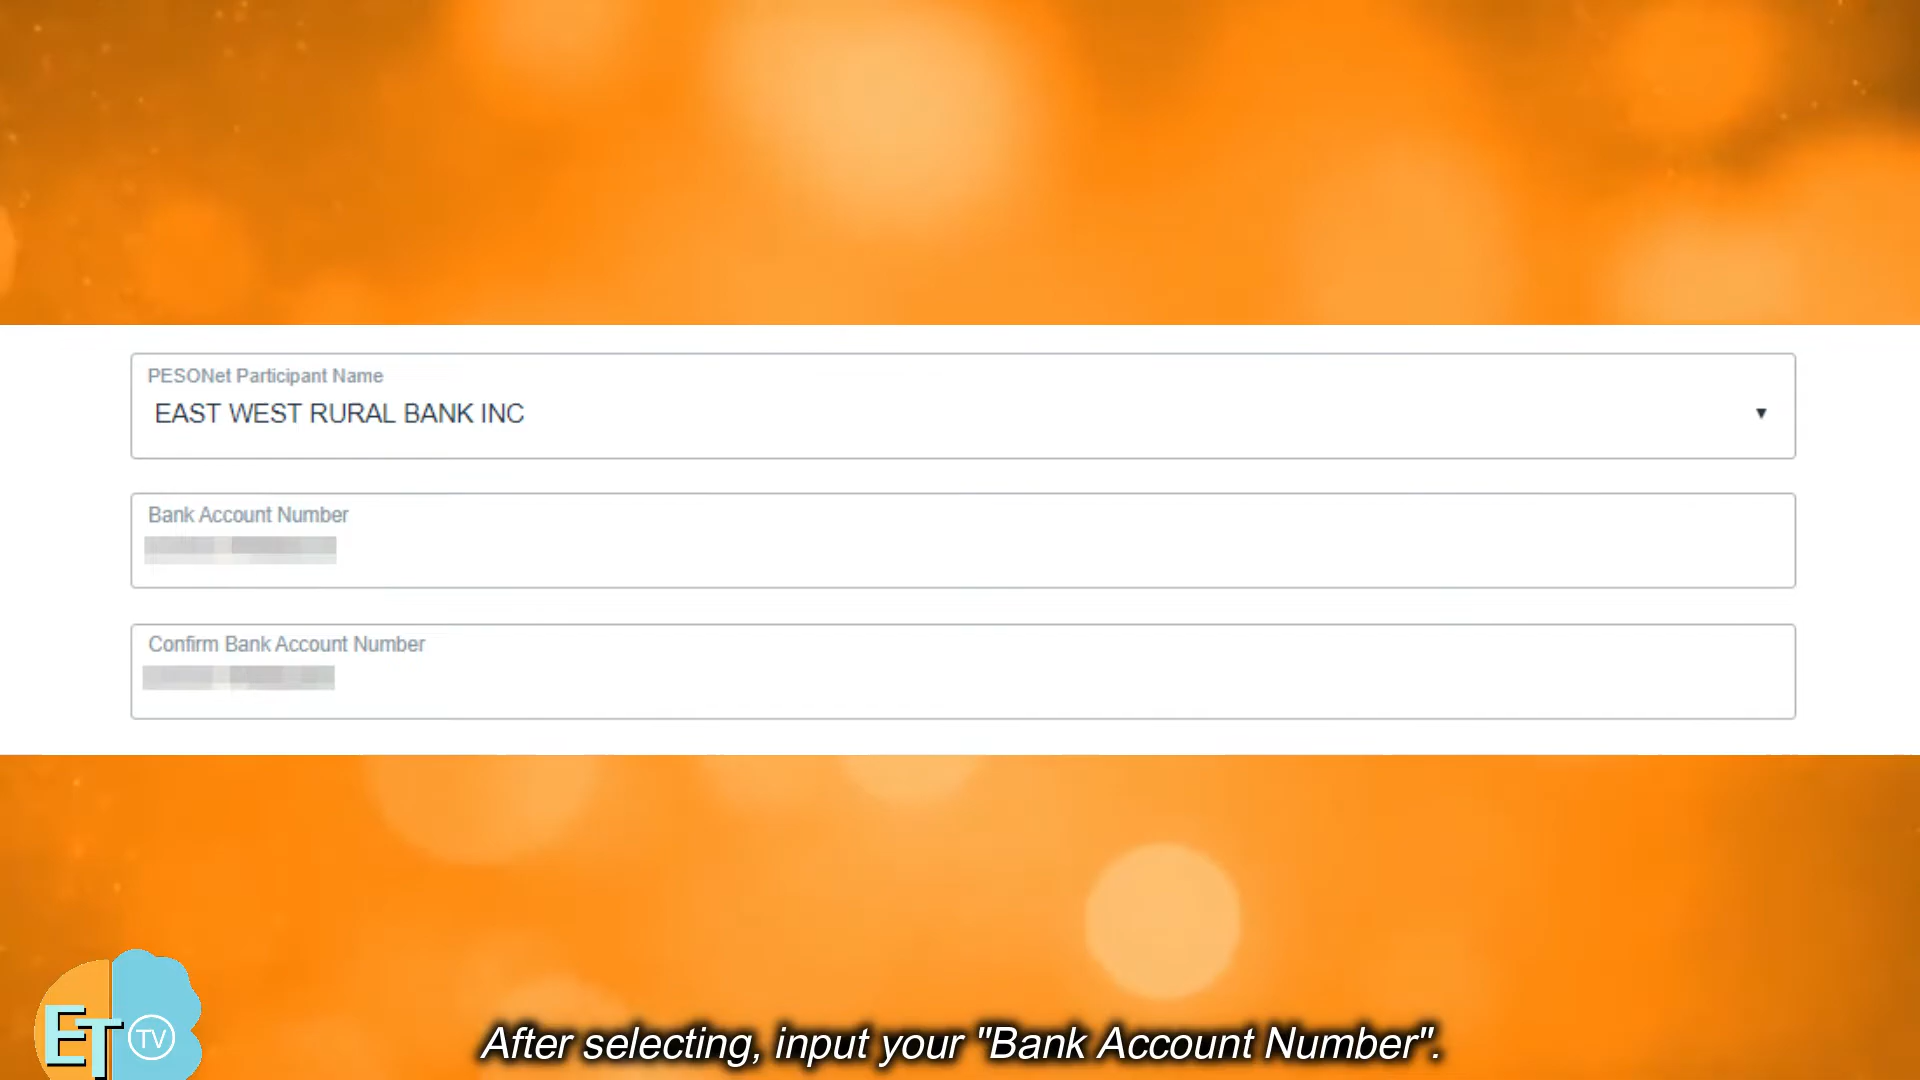 PESONet Participant Name
EAST WEST RURAL BANK INC
Bank Account Number
Confirm Bank Account Number
ET TV
After selecting, input your "Bank Account Number".